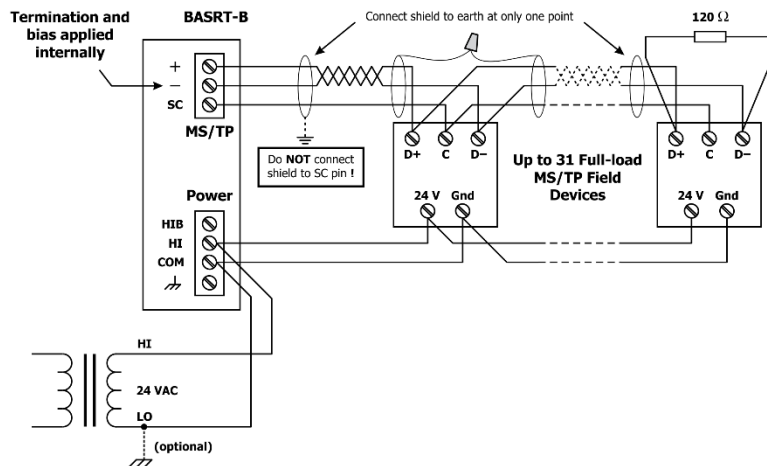 Termination and
bias applied
internally
BASRT-B
Connect shield to earth at only one point
120 Ω
+
−
SC
MS/TP
Do NOT connect
shield to SC pin !
D+ C D−
Up to 31 Full-load
MS/TP Field
Devices
D+ C D−
Power
24 V Gnd
24 V Gnd
HIB
HI
COM
HI
24 VAC
LO
(optional)